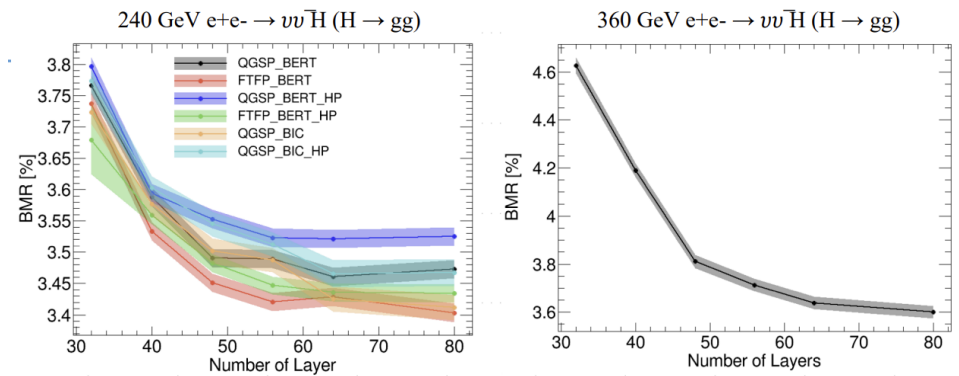 240 GeV e+e- → υυ̅H (H → gg)
BMR [%]
3.8
3.75
3.7
3.65
3.6
3.55
3.5
3.45
3.4
QGSP_BERT
FTFP_BERT
QGSP_BERT_HP
FTFP_BERT_HP
QGSP_BIC
QGSP_BIC_HP
30 40 50 60 70 80
Number of Layer
360 GeV e+e- → υυ̅H (H → gg)
BMR [%]
4.6
4.4
4.2
4
3.8
3.6
30 40 50 60 70 80
Number of Layers